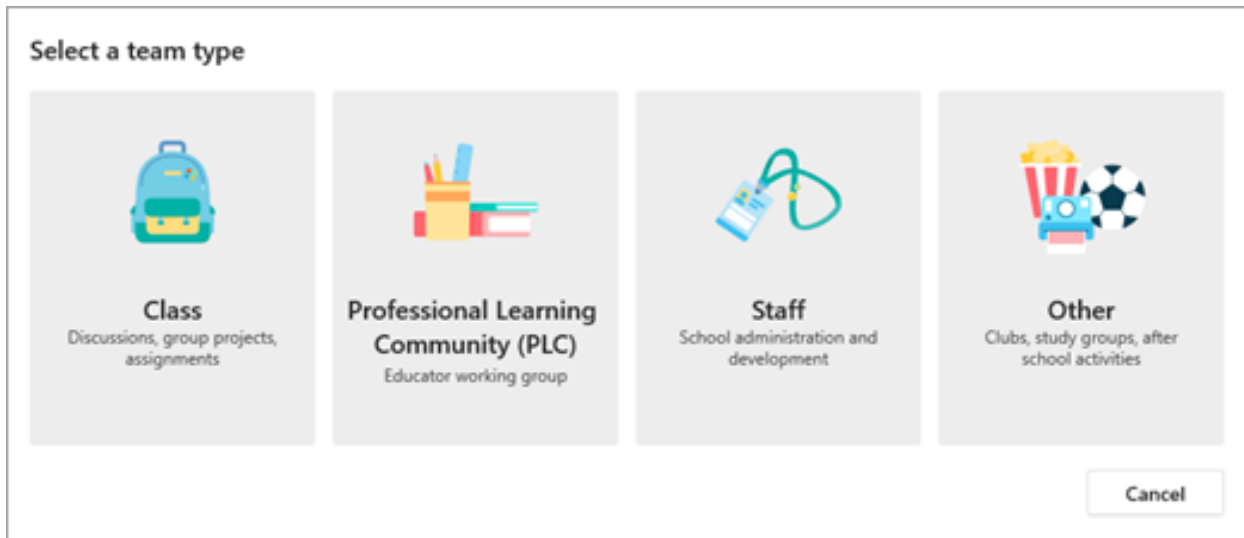 Select a team type
Class
Discussions, group projects,
assignments
Professional Learning
Community (PLC)
Educator working group
Staff
School administration and
development
Other
Clubs, study groups, after
school activities
Cancel